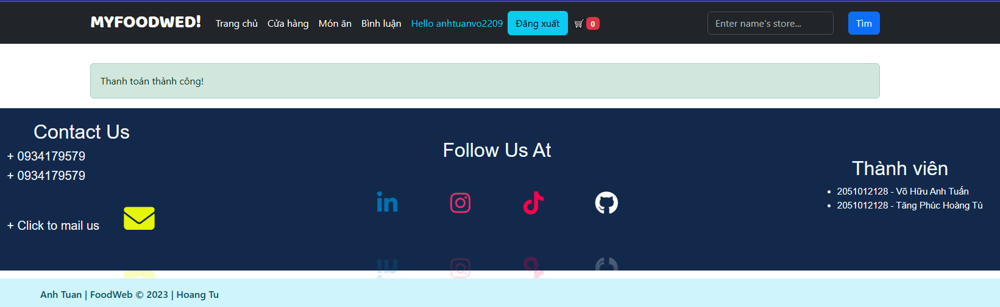 MYFOODWED!
Trang chủ
Cửa hàng
Món ăn
Bình luận
Hello anhtuanvo2209
Đăng xuất
0
Enter name's store...
Tìm
Thanh toán thành công!
Contact Us
+ 0934179579
+ 0934179579
+ Click to mail us
Follow Us At
in
Thành viên
2051012128 - Võ Hữu Anh Tuấn
2051012128 - Tăng Phúc Hoàng Tú
Anh Tuan | FoodWeb © 2023 | Hoang Tu